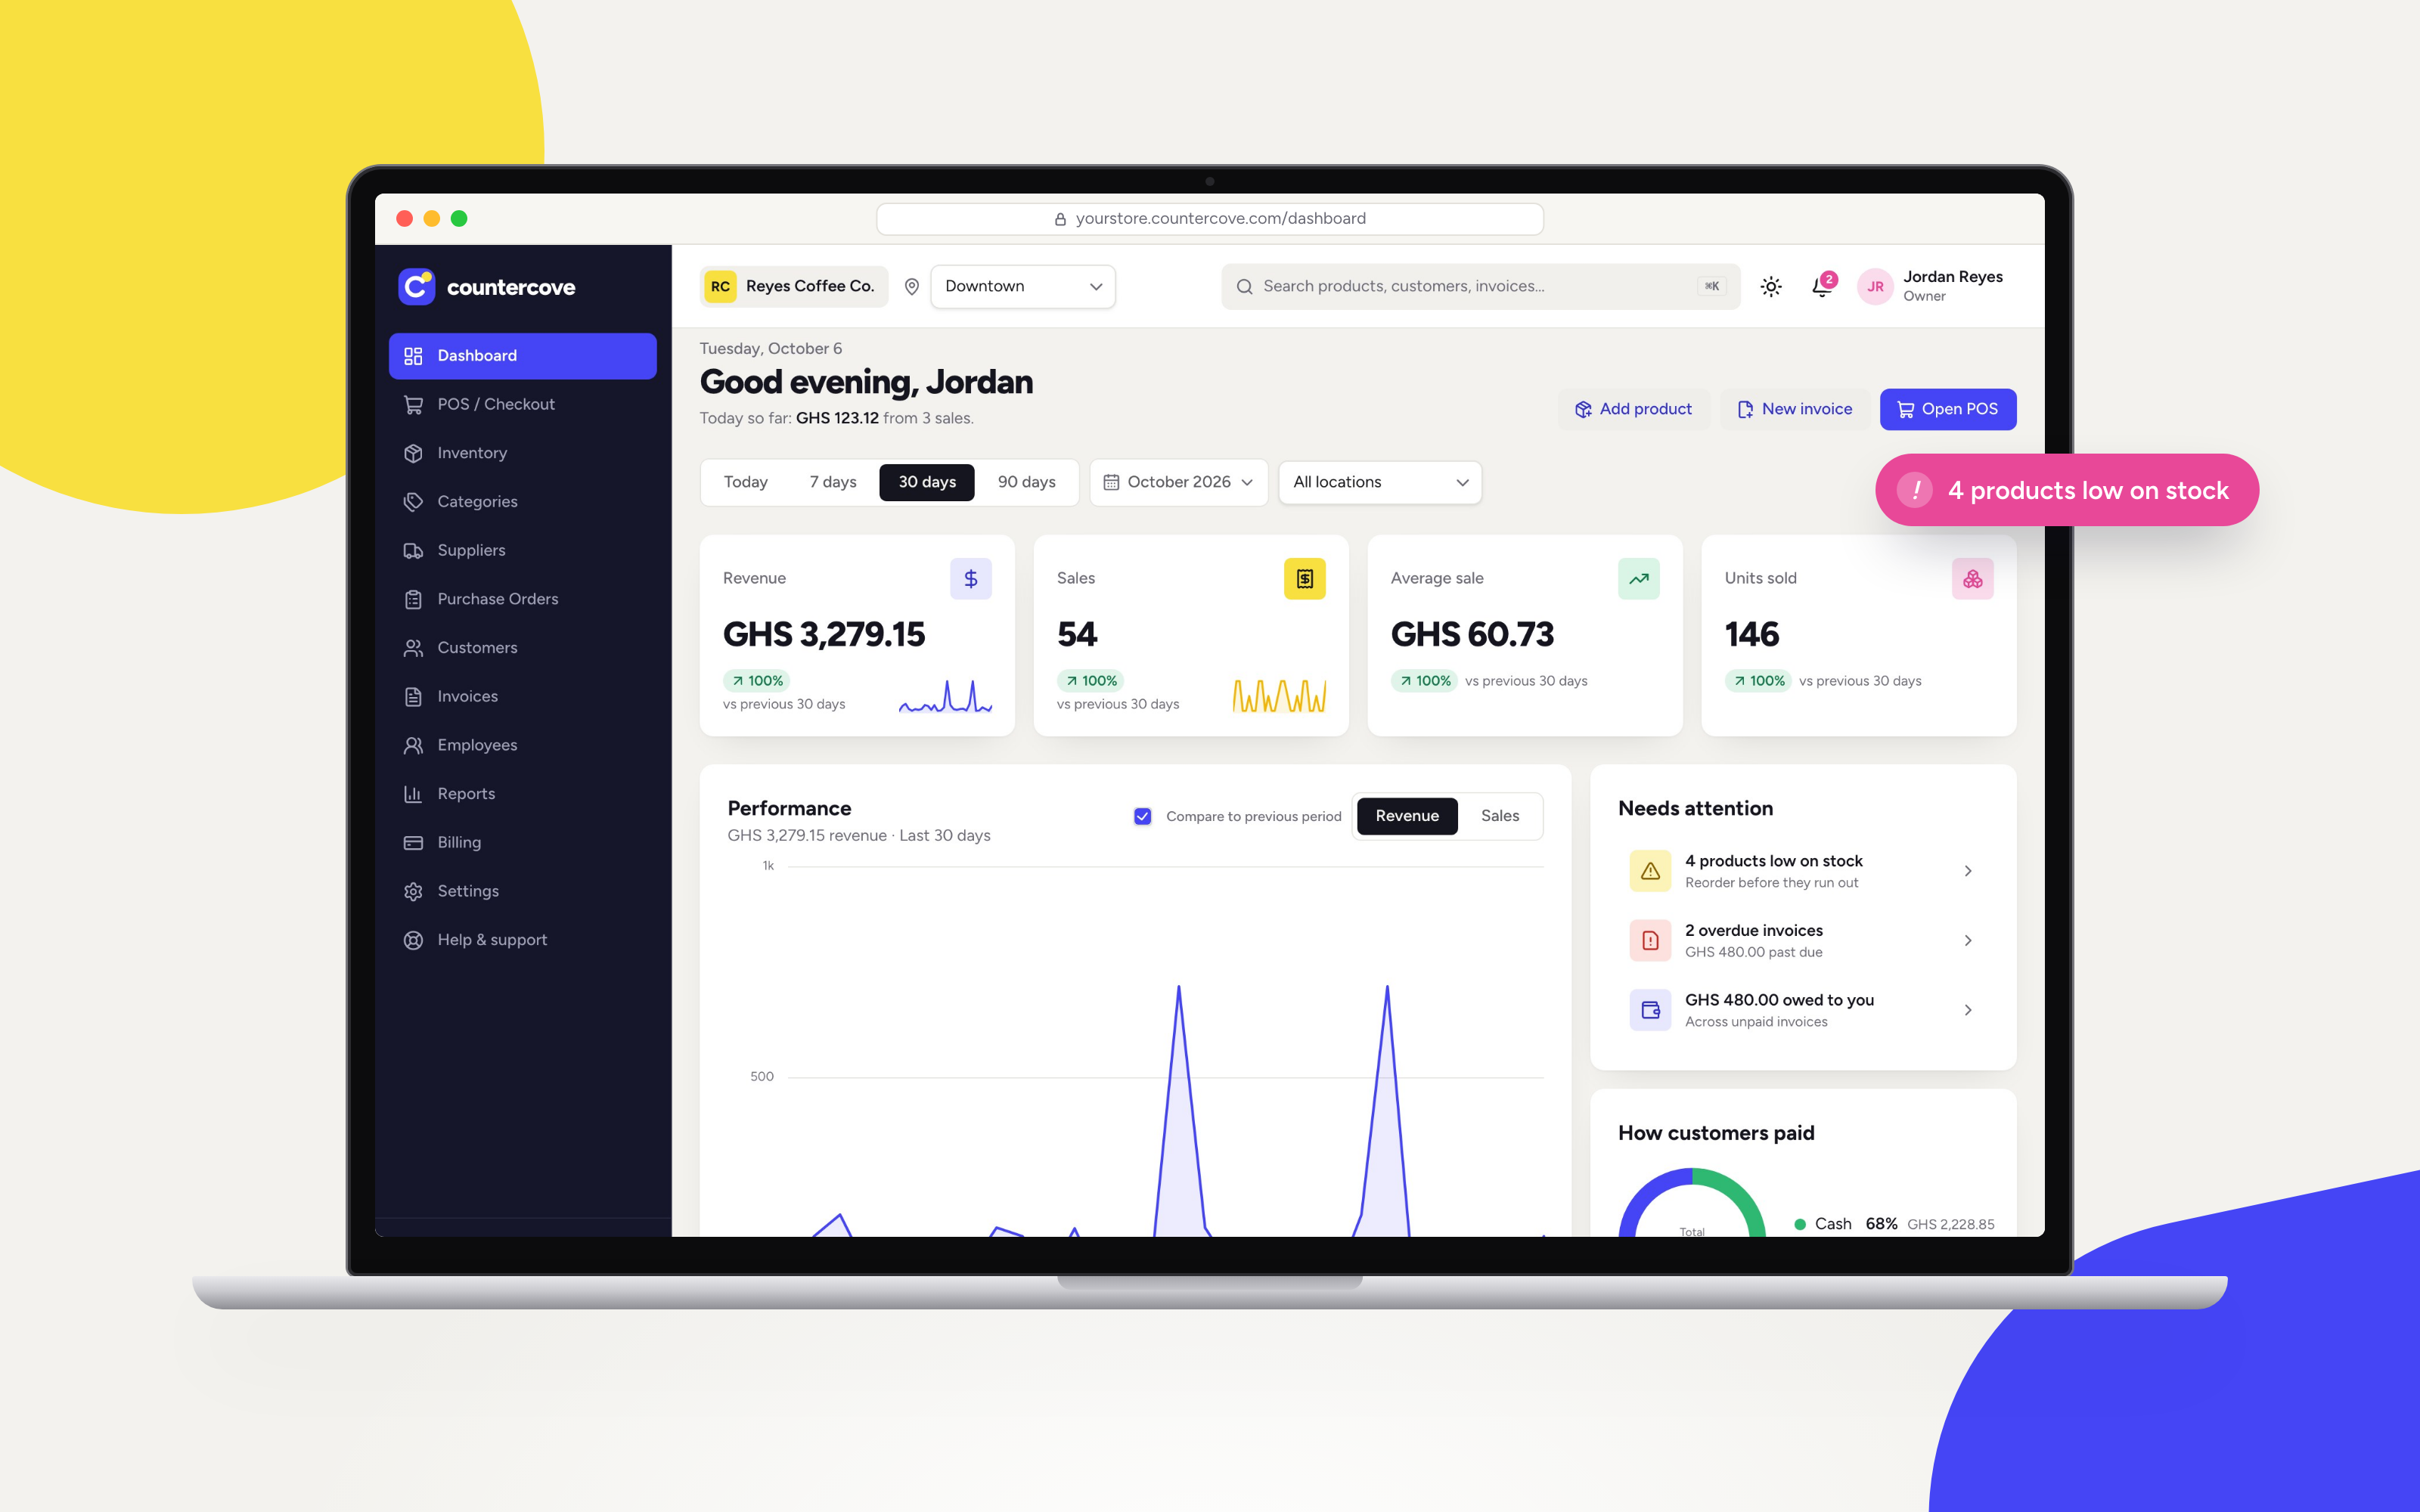 yourstore.countercove.com/dashboard
countercove
RC Reyes Coffee Co.
Downtown
Search products, customers, invoices...
⌘K
2
JR
Jordan Reyes
Owner
Dashboard
POS / Checkout
Inventory
Categories
Suppliers
Purchase Orders
Customers
Invoices
Employees
Reports
Billing
Settings
Help & support
Tuesday, October 6
Good evening, Jordan
Today so far: GHS 123.12 from 3 sales.
Add product
New invoice
Open POS
Today
7 days
30 days
90 days
October 2026
All locations
! 4 products low on stock
Revenue
$
GHS 3,279.15
100%
vs previous 30 days
Sales
$
54
100%
vs previous 30 days
Average sale
GHS 60.73
100% vs previous 30 days
Units sold
146
100% vs previous 30 days
Performance
GHS 3,279.15 revenue · Last 30 days
Compare to previous period
Revenue
Sales
1k
500
Needs attention
4 products low on stock
Reorder before they run out
2 overdue invoices
GHS 480.00 past due
GHS 480.00 owed to you
Across unpaid invoices
How customers paid
Total
Cash 68% GHS 2,228.85